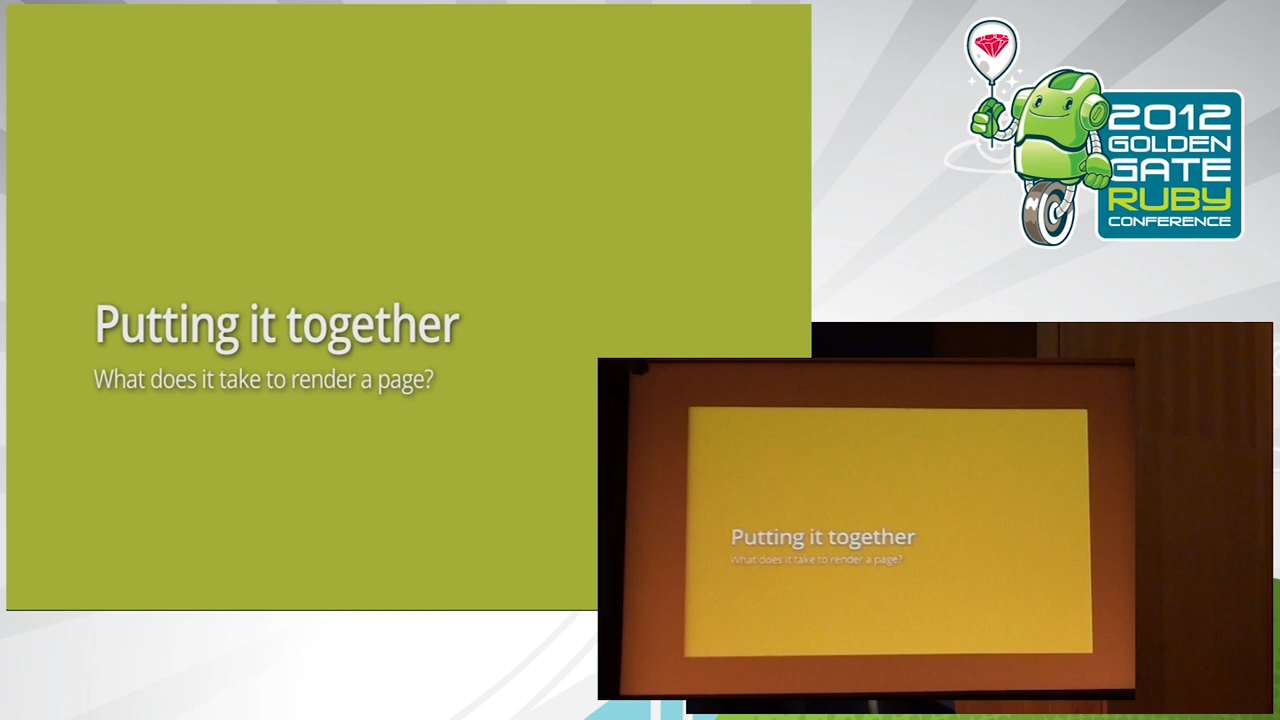 Putting it together
What does it take to render a page?
2012
GOLDEN
GATE
RUBY
CONFERENCE
Putting it together
What does it take to render a page?